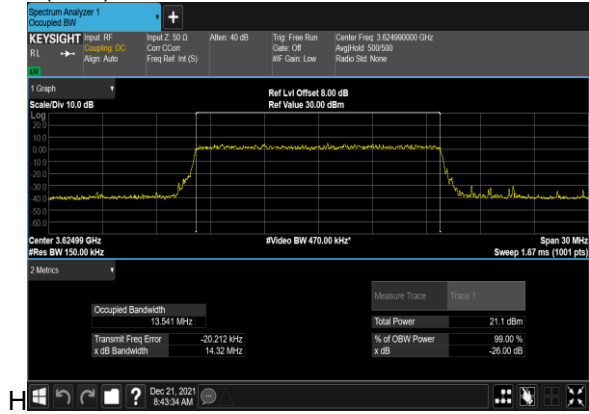 Spectrum Analyzer 1
Occupied BW
+
KEYSIGHT
RL
Input: RF
Coupling: DC
Align: Auto
Input Z: 50 Ω
Corr CCorr
Freq Ref: Int (S)
Atten: 40 dB
Trig: Free Run
Gate: Off
#IF Gain: Low
Center Freq: 3.624990000 GHz
Avg|Hold: 500/500
Radio Std: None
1 Graph
Scale/Div 10.0 dB
Ref Lvl Offset 8.00 dB
Ref Value 30.00 dBm
Log
20.0
10.0
0.00
-10.0
-20.0
-30.0
-40.0
-50.0
-60.0
Center 3.62499 GHz
#Res BW 150.00 kHz
#Video BW 470.00 kHz*
Span 30 MHz
Sweep 1.67 ms (1001 pts)
2 Metrics
Measure Trace Trace 1
Occupied Bandwidth
13.541 MHz
Total Power 21.1 dBm
Transmit Freq Error -20.212 kHz
x dB Bandwidth 14.32 MHz
% of OBW Power 99.00 %
x dB -26.00 dB
H
?
Dec 21, 2021
8:43:34 AM